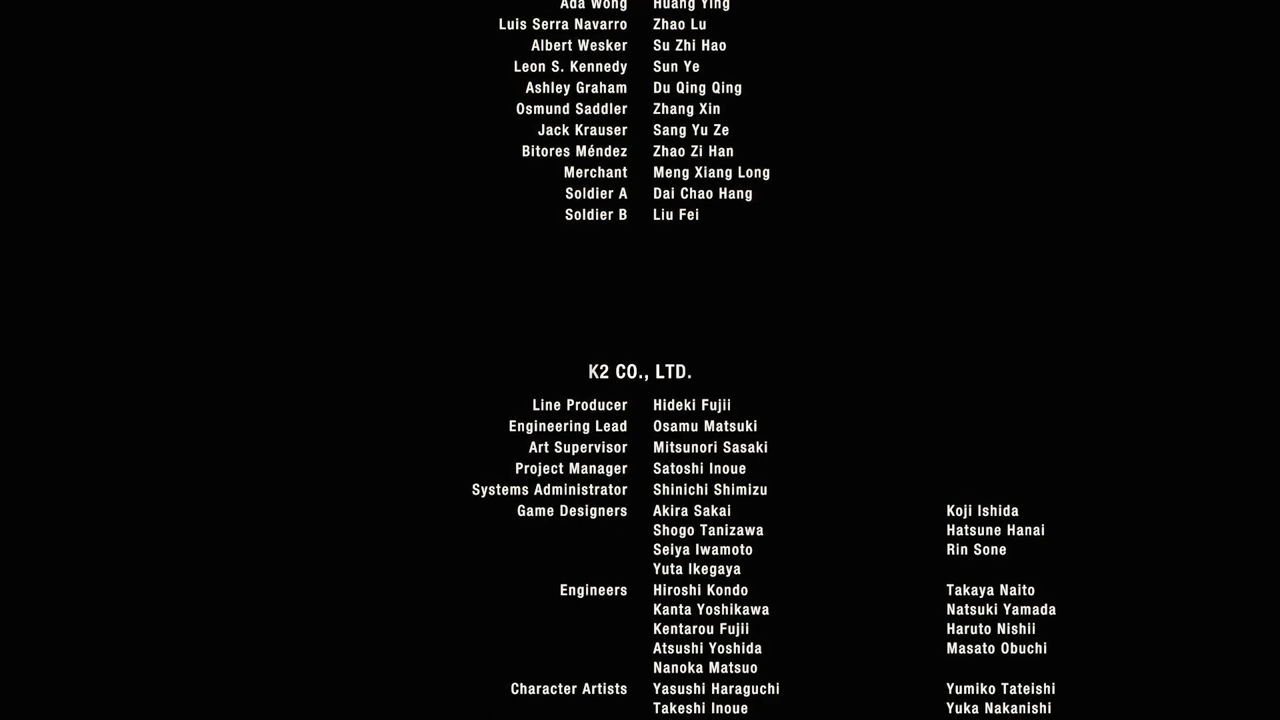 Ada Wong Huang Ying
Luis Serra Navarro Zhao Lu
Albert Wesker Su Zhi Hao
Leon S. Kennedy Sun Ye
Ashley Graham Du Qing Qing
Osmund Saddler Zhang Xin
Jack Krauser Sang Yu Ze
Bitores Méndez Zhao Zi Han
Merchant Meng Xiang Long
Soldier A Dai Chao Hang
Soldier B Liu Fei
K2 CO., LTD.
Line Producer Hideki Fujii
Engineering Lead Osamu Matsuki
Art Supervisor Mitsunori Sasaki
Project Manager Satoshi Inoue
Systems Administrator Shinichi Shimizu
Game Designers Akira Sakai Koji Ishida
Shogo Tanizawa Hatsune Hanai
Seiya Iwamoto Rin Sone
Yuta Ikegaya
Engineers Hiroshi Kondo Takaya Naito
Kanta Yoshikawa Natsuki Yamada
Kentarou Fujii Haruto Nishii
Atsushi Yoshida Masato Obuchi
Nanoka Matsuo
Character Artists Yasushi Haraguchi Yumiko Tateishi
Takeshi Inoue Yuka Nakanishi